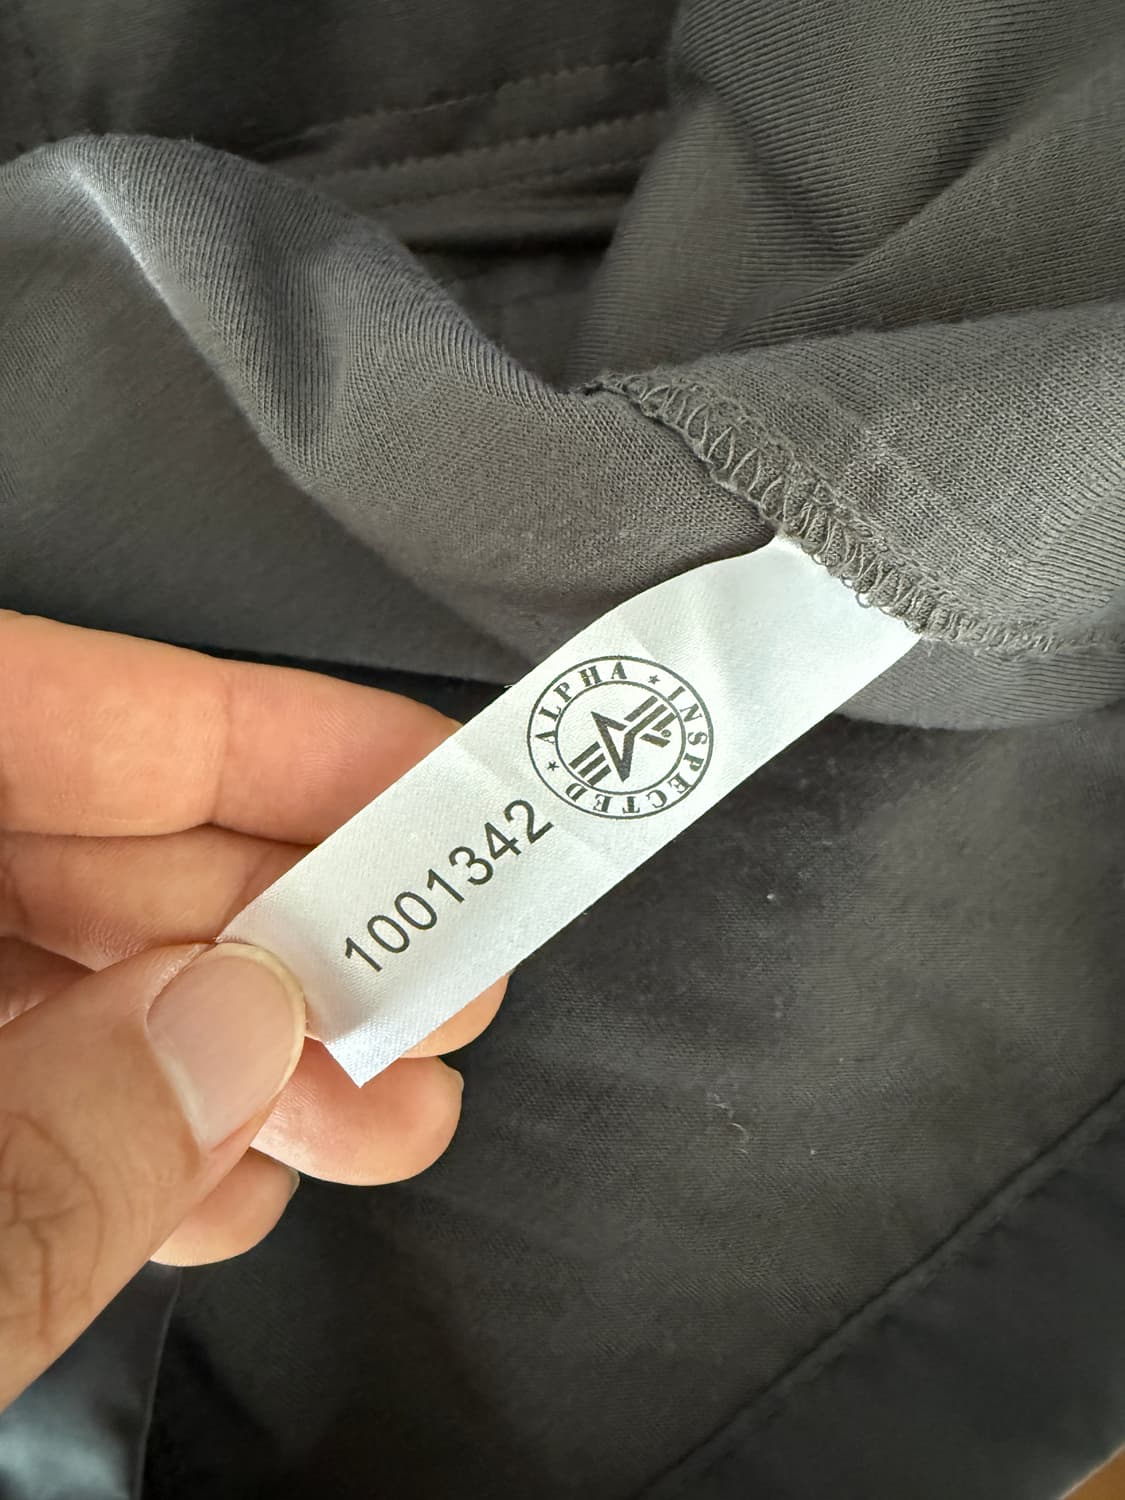 ALPHA ★ INSPECTED ★
1001342